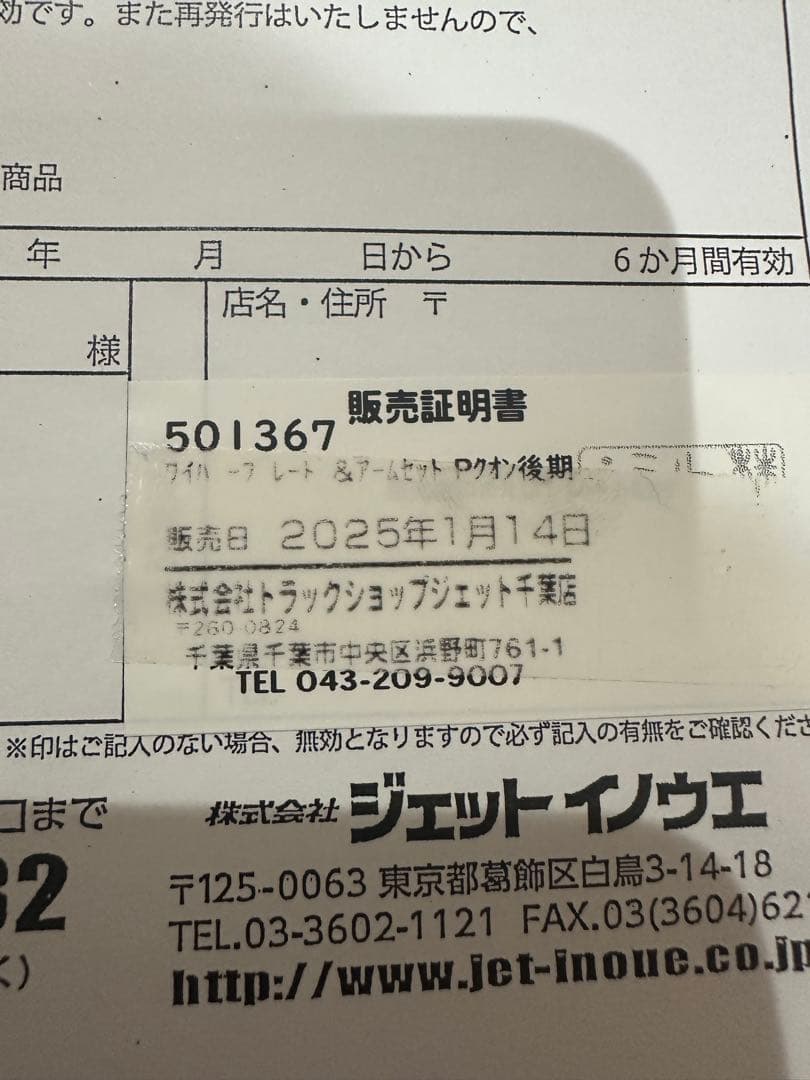 効です。また再発行はいたしませんので、
商品
年 月 日から 6か月間有効
店名・住所 〒
様
販売証明書
501367
ワイパーブレード &アームセット Pクオン後期
販売日 2025年1月14日
株式会社トラックショップジェット千葉店
〒260-0824
千葉県千葉市中央区浜野町761-1
TEL 043-209-9007
※印はご記入のない場合、無効となりますので必ず記入の有無をご確認くださ
口まで
株式会社 ジェットイノウエ
32
〒125-0063 東京都葛飾区白鳥3-14-18
TEL.03-3602-1121 FAX.03(3604)621
く)
http://www.jet-inoue.co.jp